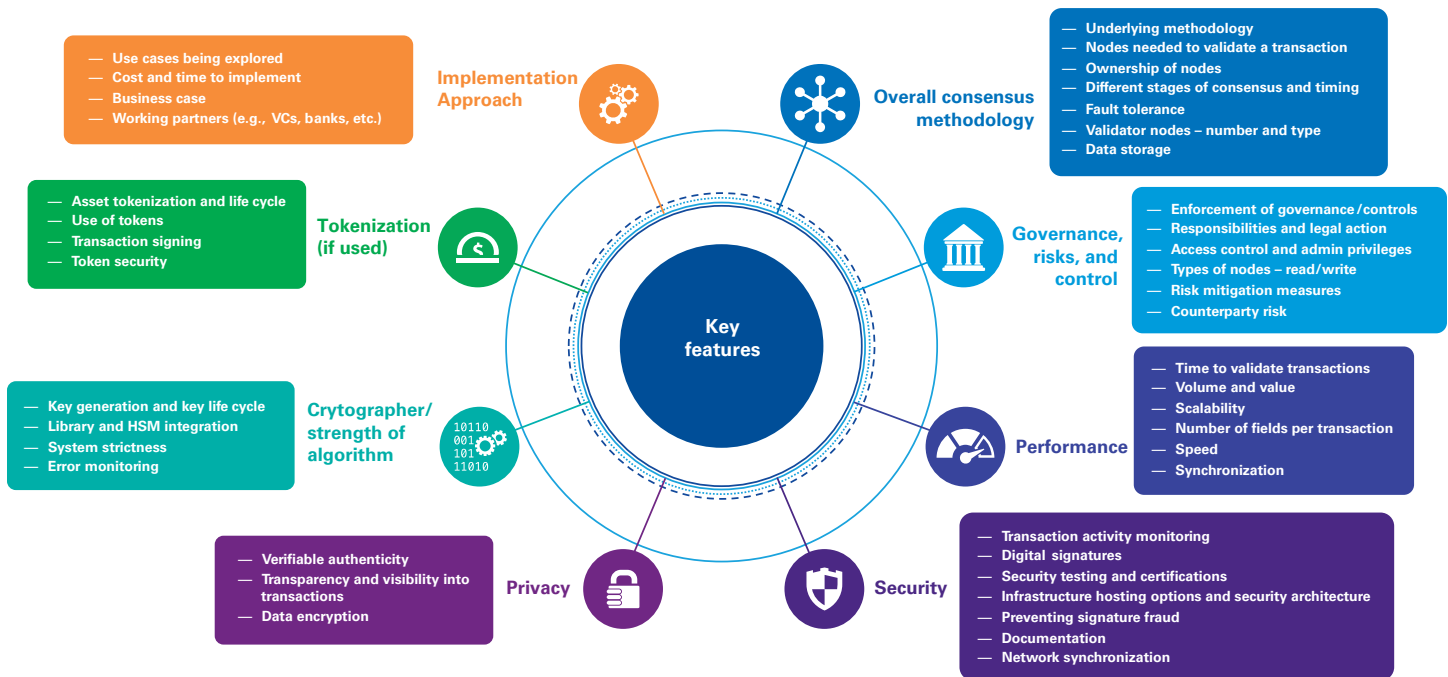 — Use cases being explored
— Cost and time to implement
— Business case
— Working partners (e.g., VCs, banks, etc.)
Implementation
Approach
Overall consensus
methodology
— Underlying methodology
— Nodes needed to validate a transaction
— Ownership of nodes
— Different stages of consensus and timing
— Fault tolerance
— Validator nodes – number and type
— Data storage
— Asset tokenization and life cycle
— Use of tokens
— Transaction signing
— Token security
Tokenization
(if used)
$
Governance,
risks, and
control
— Enforcement of governance/controls
— Responsibilities and legal action
— Access control and admin privileges
— Types of nodes – read/write
— Risk mitigation measures
— Counterparty risk
Key
features
— Key generation and key life cycle
— Library and HSM integration
— System strictness
— Error monitoring
Crytographer/
strength of
algorithm
10110
001
101
11010
Performance
— Time to validate transactions
— Volume and value
— Scalability
— Number of fields per transaction
— Speed
— Synchronization
— Verifiable authenticity
— Transparency and visibility into
transactions
— Data encryption
Privacy
Security
— Transaction activity monitoring
— Digital signatures
— Security testing and certifications
— Infrastructure hosting options and security architecture
— Preventing signature fraud
— Documentation
— Network synchronization